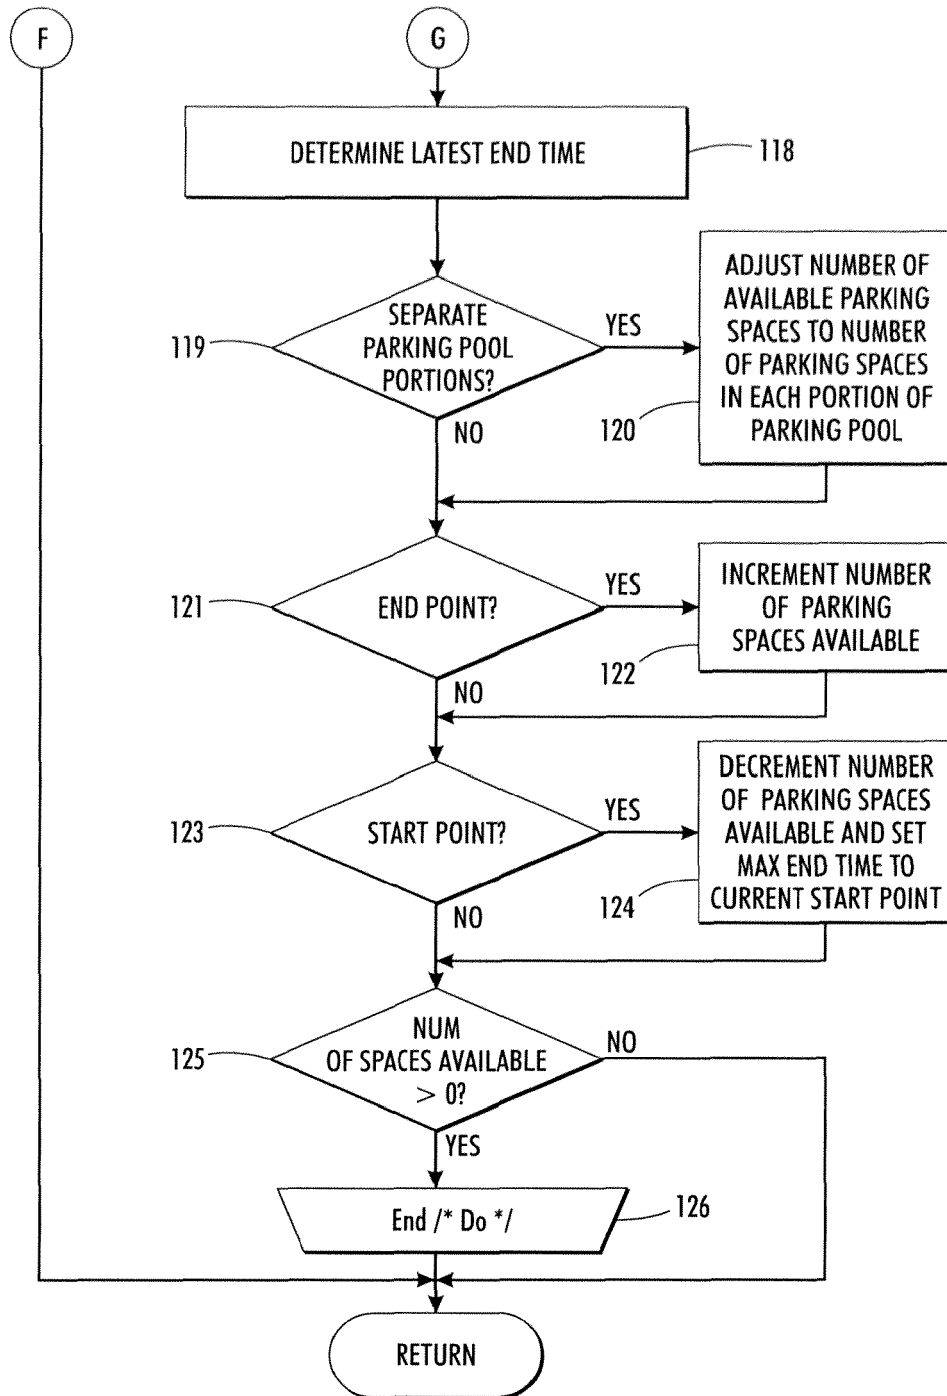 F
G
DETERMINE LATEST END TIME
118
119
SEPARATE
PARKING POOL
PORTIONS?
YES
NO
ADJUST NUMBER OF
AVAILABLE PARKING
SPACES TO NUMBER
OF PARKING SPACES
IN EACH PORTION OF
PARKING POOL
120
121
END POINT?
YES
NO
INCREMENT NUMBER
OF PARKING
SPACES AVAILABLE
122
123
START POINT?
YES
NO
DECREMENT NUMBER
OF PARKING SPACES
AVAILABLE AND SET
MAX END TIME TO
CURRENT START POINT
124
125
NUM
OF SPACES AVAILABLE
> 0?
NO
YES
End /* Do */
126
RETURN